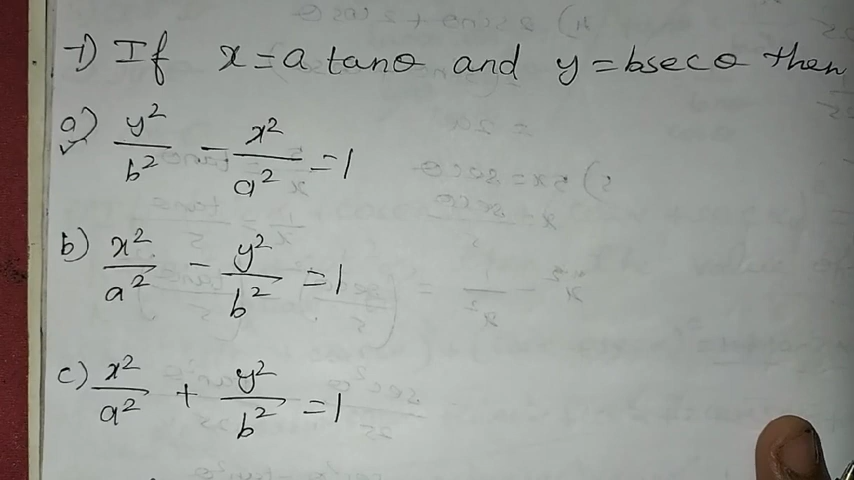 1) If x = a tanθ and y = bsecθ then
a) y²/b² - x²/a² = 1
b) x²/a² - y²/b² = 1
c) x²/a² + y²/b² = 1